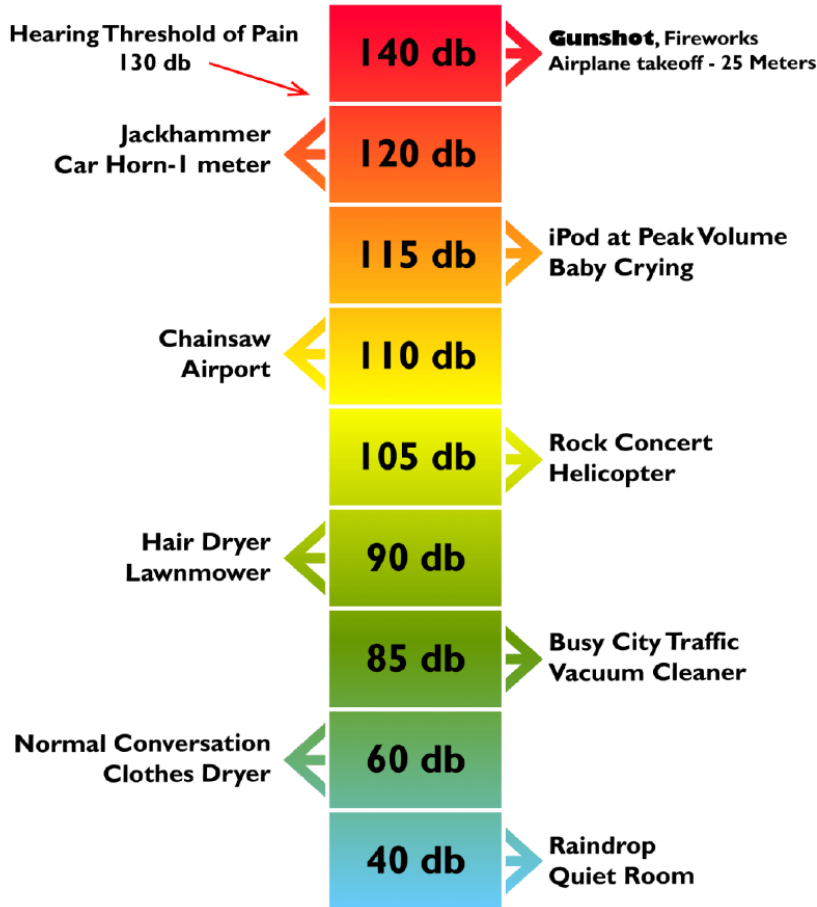 Hearing Threshold of Pain
130 db
140 db
Gunshot, Fireworks
Airplane takeoff - 25 Meters
Jackhammer
Car Horn-1 meter
120 db
115 db
iPod at Peak Volume
Baby Crying
Chainsaw
Airport
110 db
105 db
Rock Concert
Helicopter
Hair Dryer
Lawnmower
90 db
85 db
Busy City Traffic
Vacuum Cleaner
Normal Conversation
Clothes Dryer
60 db
40 db
Raindrop
Quiet Room